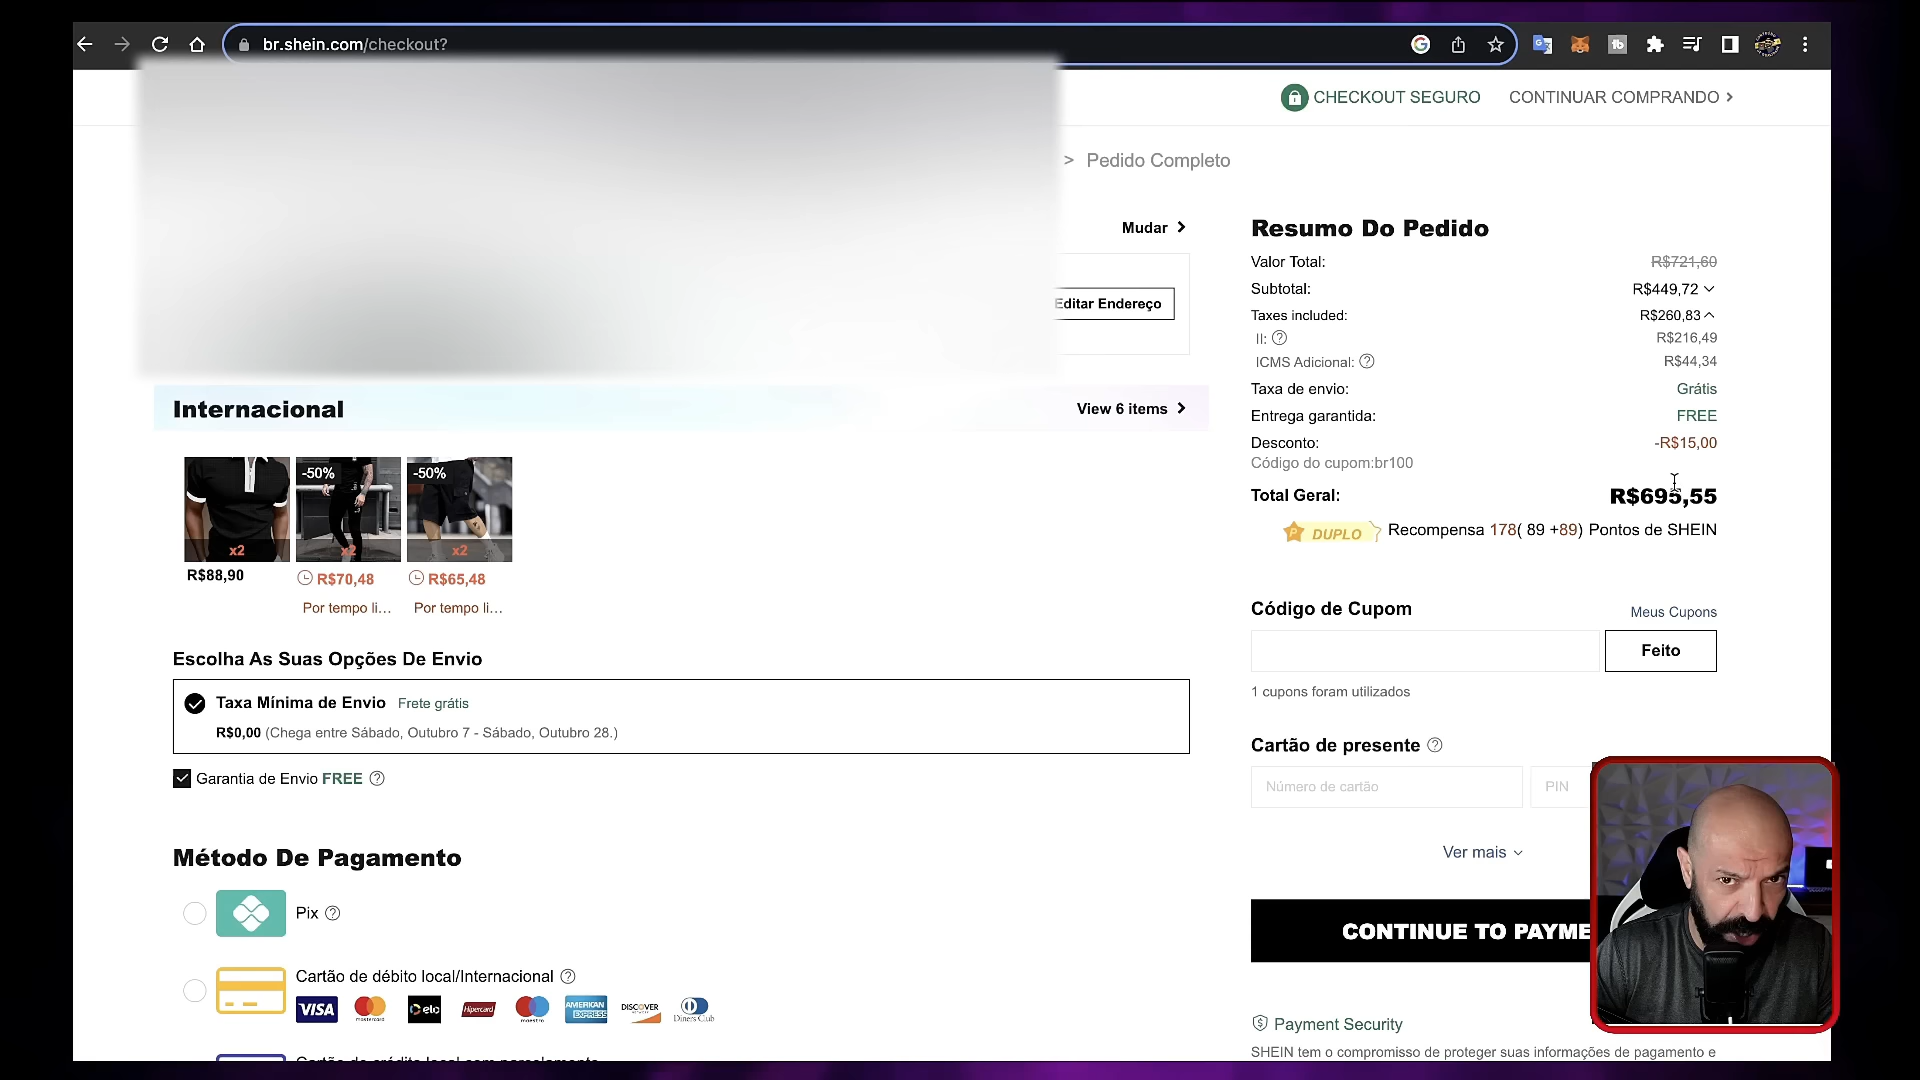 br.shein.com/checkout?
CHECKOUT SEGURO
CONTINUAR COMPRANDO >
> Pedido Completo
Mudar >
Editar Endereço
Internacional
View 6 items >
-50%
-50%
x2
x2
x2
R$88,90
R$70,48
R$65,48
Por tempo li...
Por tempo li...
Escolha As Suas Opções De Envio
Taxa Mínima de Envio Frete grátis
R$0,00 (Chega entre Sábado, Outubro 7 - Sábado, Outubro 28.)
Garantia de Envio FREE ?
Método De Pagamento
Pix ?
Cartão de débito local/Internacional ?
VISA mastercard elo Hipercard maestro AMERICAN EXPRESS DISCOVER Diners Club
Cartão de crédito local com parcelamento
Resumo Do Pedido
Valor Total: R$721,60
Subtotal: R$449,72
Taxes included: R$260,83
II: ? R$216,49
ICMS Adicional: ? R$44,34
Taxa de envio: Grátis
Entrega garantida: FREE
Desconto: -R$15,00
Código do cupom:br100
Total Geral: R$695,55
P DUPLO Recompensa 178( 89 +89) Pontos de SHEIN
Código de Cupom
Meus Cupons
Feito
1 cupons foram utilizados
Cartão de presente ?
Número de cartão
PIN
Ver mais
CONTINUE TO PAYME
Payment Security
SHEIN tem o compromisso de proteger suas informações de pagamento e